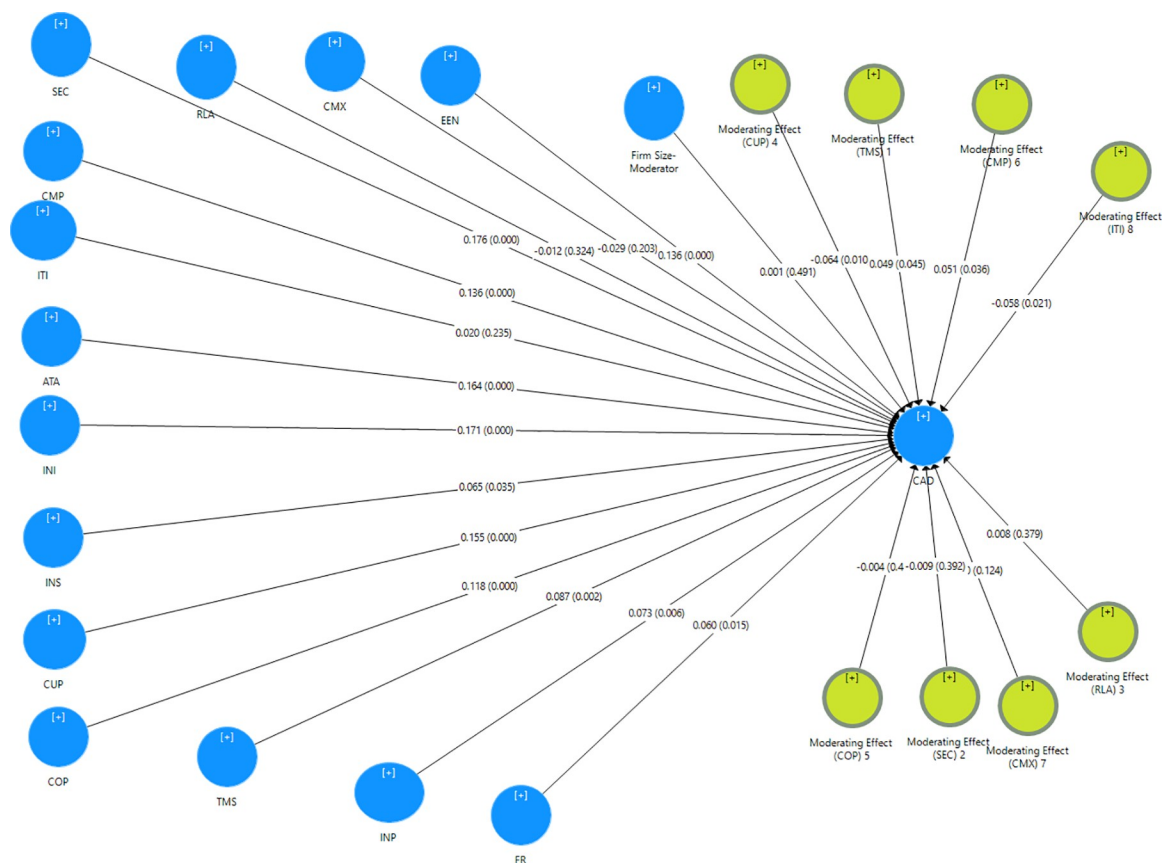 [+]
SEC
[+]
RLA
[+]
CMX
[+]
EEN
[+]
Firm Size-
Moderator
[+]
Moderating Effect
(CUP) 4
[+]
Moderating Effect
(TMS) 1
[+]
Moderating Effect
(CMP) 6
[+]
Moderating Effect
(ITI) 8
[+]
CMP
[+]
ITI
[+]
ATA
[+]
INI
[+]
INS
[+]
CUP
[+]
COP
[+]
TMS
[+]
INP
[+]
0.176 (0.000)
-0.012 (0.324)
-0.029 (0.203)
0.136 (0.000)
0.001 (0.491)
-0.064 (0.010
0.049 (0.045)
0.051 (0.036)
-0.058 (0.021)
0.136 (0.000)
0.020 (0.235)
0.164 (0.000)
0.171 (0.000)
0.065 (0.035)
0.155 (0.000)
0.118 (0.000)
0.087 (0.002)
0.073 (0.006)
0.060 (0.015)
[+]
CAD
0.008 (0.379)
-0.004 (0.4
-0.009 (0.392)
(0.124)
[+]
Moderating Effect
(RLA) 3
[+]
Moderating Effect
(COP) 5
[+]
Moderating Effect
(SEC) 2
[+]
Moderating Effect
(CMX) 7